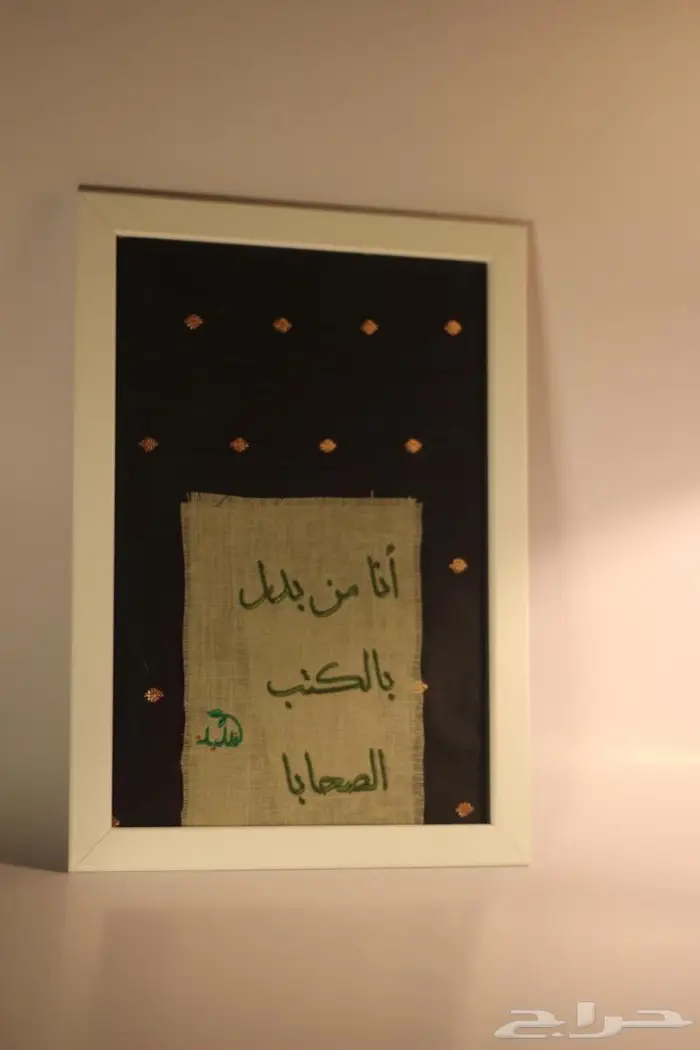 أنا من بدل
بالكتب
الصحابا
حراج